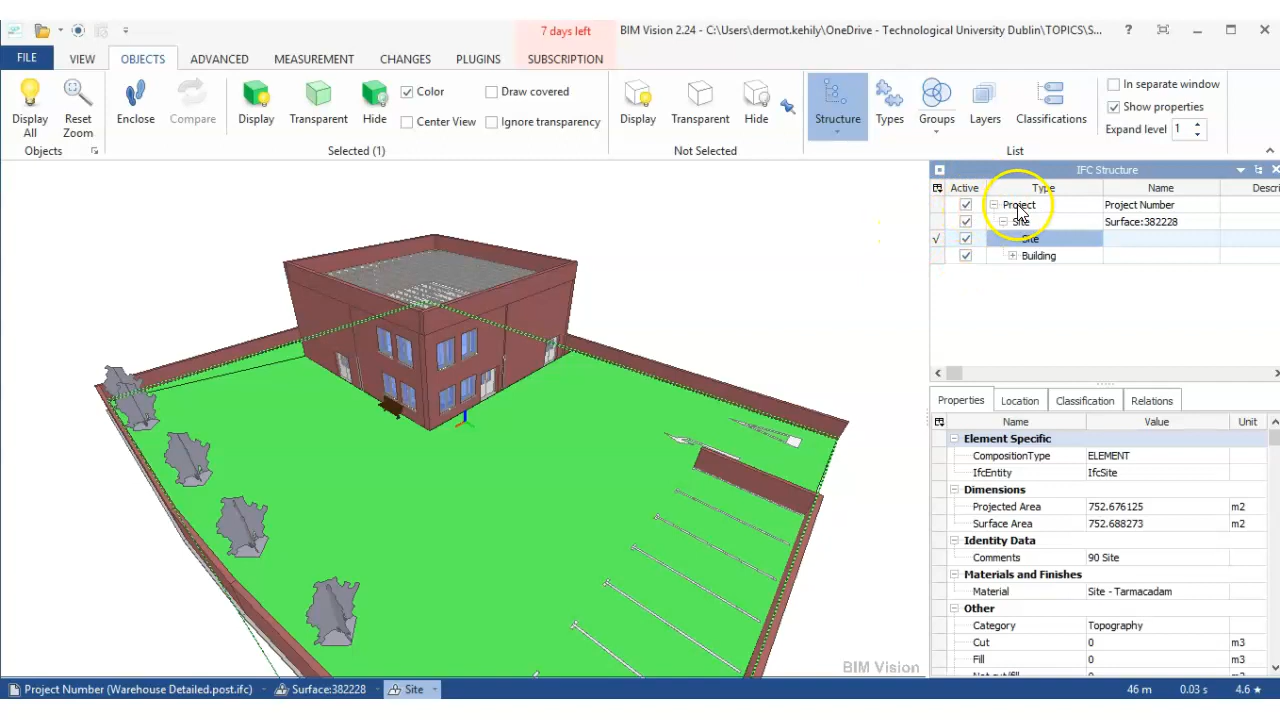 7 days left
BIM Vision 2.24 - C:\Users\dermot.kehily\OneDrive - Technological University Dublin\TOPICS\S...
FILE VIEW OBJECTS ADVANCED MEASUREMENT CHANGES PLUGINS SUBSCRIPTION
Display All
Reset Zoom
Objects
Enclose
Compare
Display
Transparent
Hide
Color
Center View
Draw covered
Ignore transparency
Selected (1)
Display
Transparent
Hide
Not Selected
Structure
Types
Groups
Layers
Classifications
In separate window
Show properties
Expand level 1
List
IFC Structure
Active Type Name Descri
Project Project Number
Site Surface:382228
Site
Building
Properties Location Classification Relations
Name Value Unit
Element Specific
CompositionType ELEMENT
IfcEntity IfcSite
Dimensions
Projected Area 752.676125 m2
Surface Area 752.688273 m2
Identity Data
Comments 90 Site
Materials and Finishes
Material Site - Tarmacadam
Other
Category Topography
Cut 0 m3
Fill 0 m3
BIM Vision
Project Number (Warehouse Detailed.post.ifc) Surface:382228 Site
46 m 0.03 s 4.6 ★